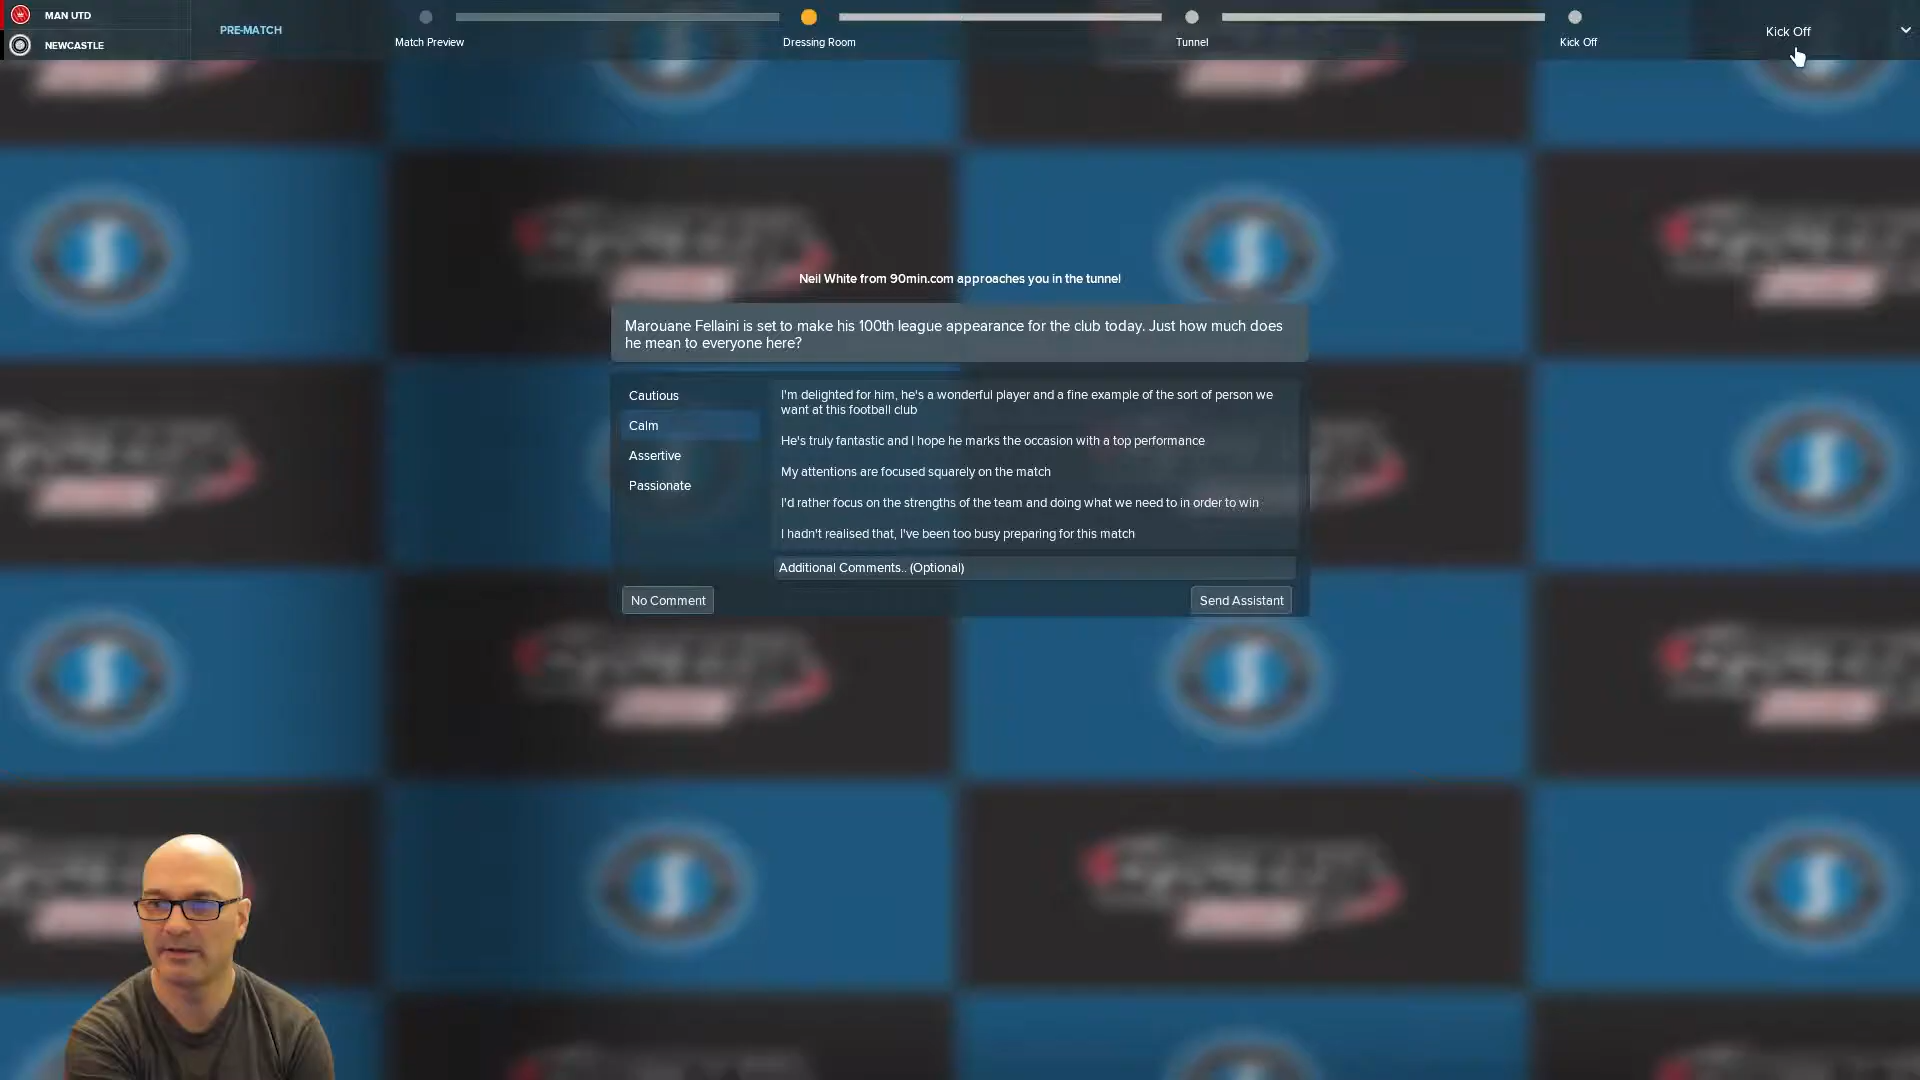 MAN UTD
NEWCASTLE
PRE-MATCH
Match Preview
Dressing Room
Tunnel
Kick Off
Kick Off
Neil White from 90min.com approaches you in the tunnel
Marouane Fellaini is set to make his 100th league appearance for the club today. Just how much does
he mean to everyone here?
Cautious
Calm
Assertive
Passionate
I'm delighted for him, he's a wonderful player and a fine example of the sort of person we
want at this football club
He's truly fantastic and I hope he marks the occasion with a top performance
My attentions are focused squarely on the match
I'd rather focus on the strengths of the team and doing what we need to in order to win
I hadn't realised that, I've been too busy preparing for this match
Additional Comments.. (Optional)
No Comment
Send Assistant